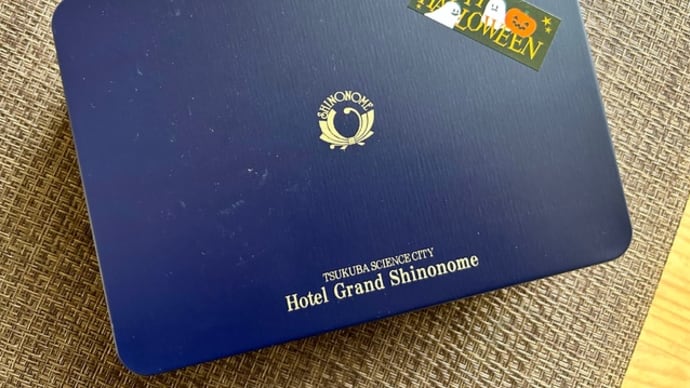 HALLOWEEN
SHINONOME
TSUKUBA SCIENCE CITY
Hotel Grand Shinonome